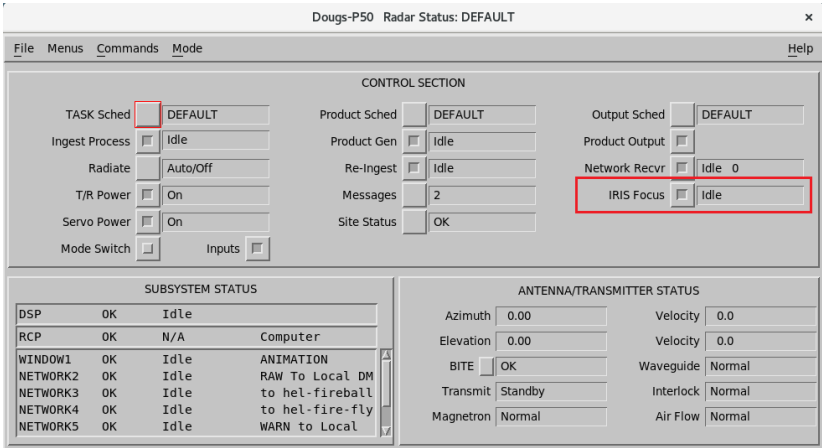 Dougs-P50 Radar Status: DEFAULT ×
File Menus Commands Mode Help
CONTROL SECTION
TASK Sched DEFAULT Product Sched DEFAULT Output Sched DEFAULT
Ingest Process Idle Product Gen Idle Product Output
Radiate Auto/Off Re-Ingest Idle Network Recvr Idle 0
T/R Power On Messages 2 IRIS Focus Idle
Servo Power On Site Status OK
Mode Switch Inputs
SUBSYSTEM STATUS
DSP OK Idle
RCP OK N/A Computer
WINDOW1 OK Idle ANIMATION
NETWORK2 OK Idle RAW To Local DM
NETWORK3 OK Idle to hel-fireball
NETWORK4 OK Idle to hel-fire-fly
NETWORK5 OK Idle WARN to Local
ANTENNA/TRANSMITTER STATUS
Azimuth 0.00 Velocity 0.0
Elevation 0.00 Velocity 0.0
BITE OK Waveguide Normal
Transmit Standby Interlock Normal
Magnetron Normal Air Flow Normal